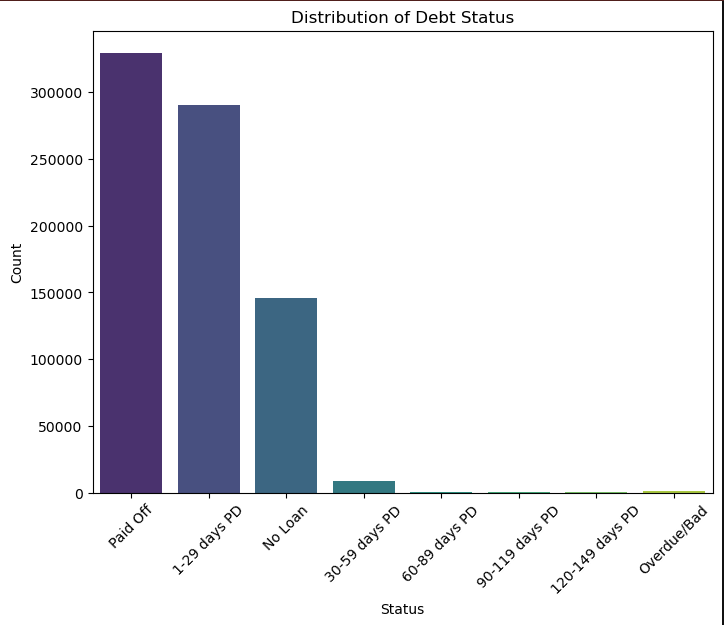 Distribution of Debt Status
Count
300000
250000
200000
150000
100000
50000
0
Paid Off
1-29 days PD
No Loan
30-59 days PD
60-89 days PD
90-119 days PD
120-149 days PD
Overdue/Bad
Status